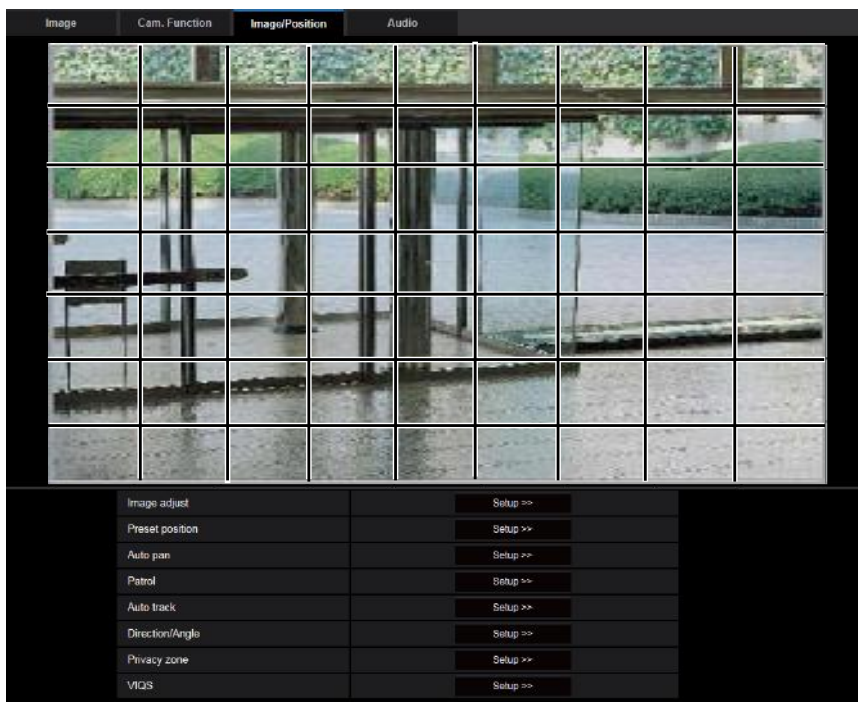 Image Cam. Function Image/Position Audio
Image adjust Setup >>
Preset position Setup >>
Auto pan Setup >>
Patrol Setup >>
Auto track Setup >>
Direction/Angle Setup >>
Privacy zone Setup >>
VIQS Setup >>